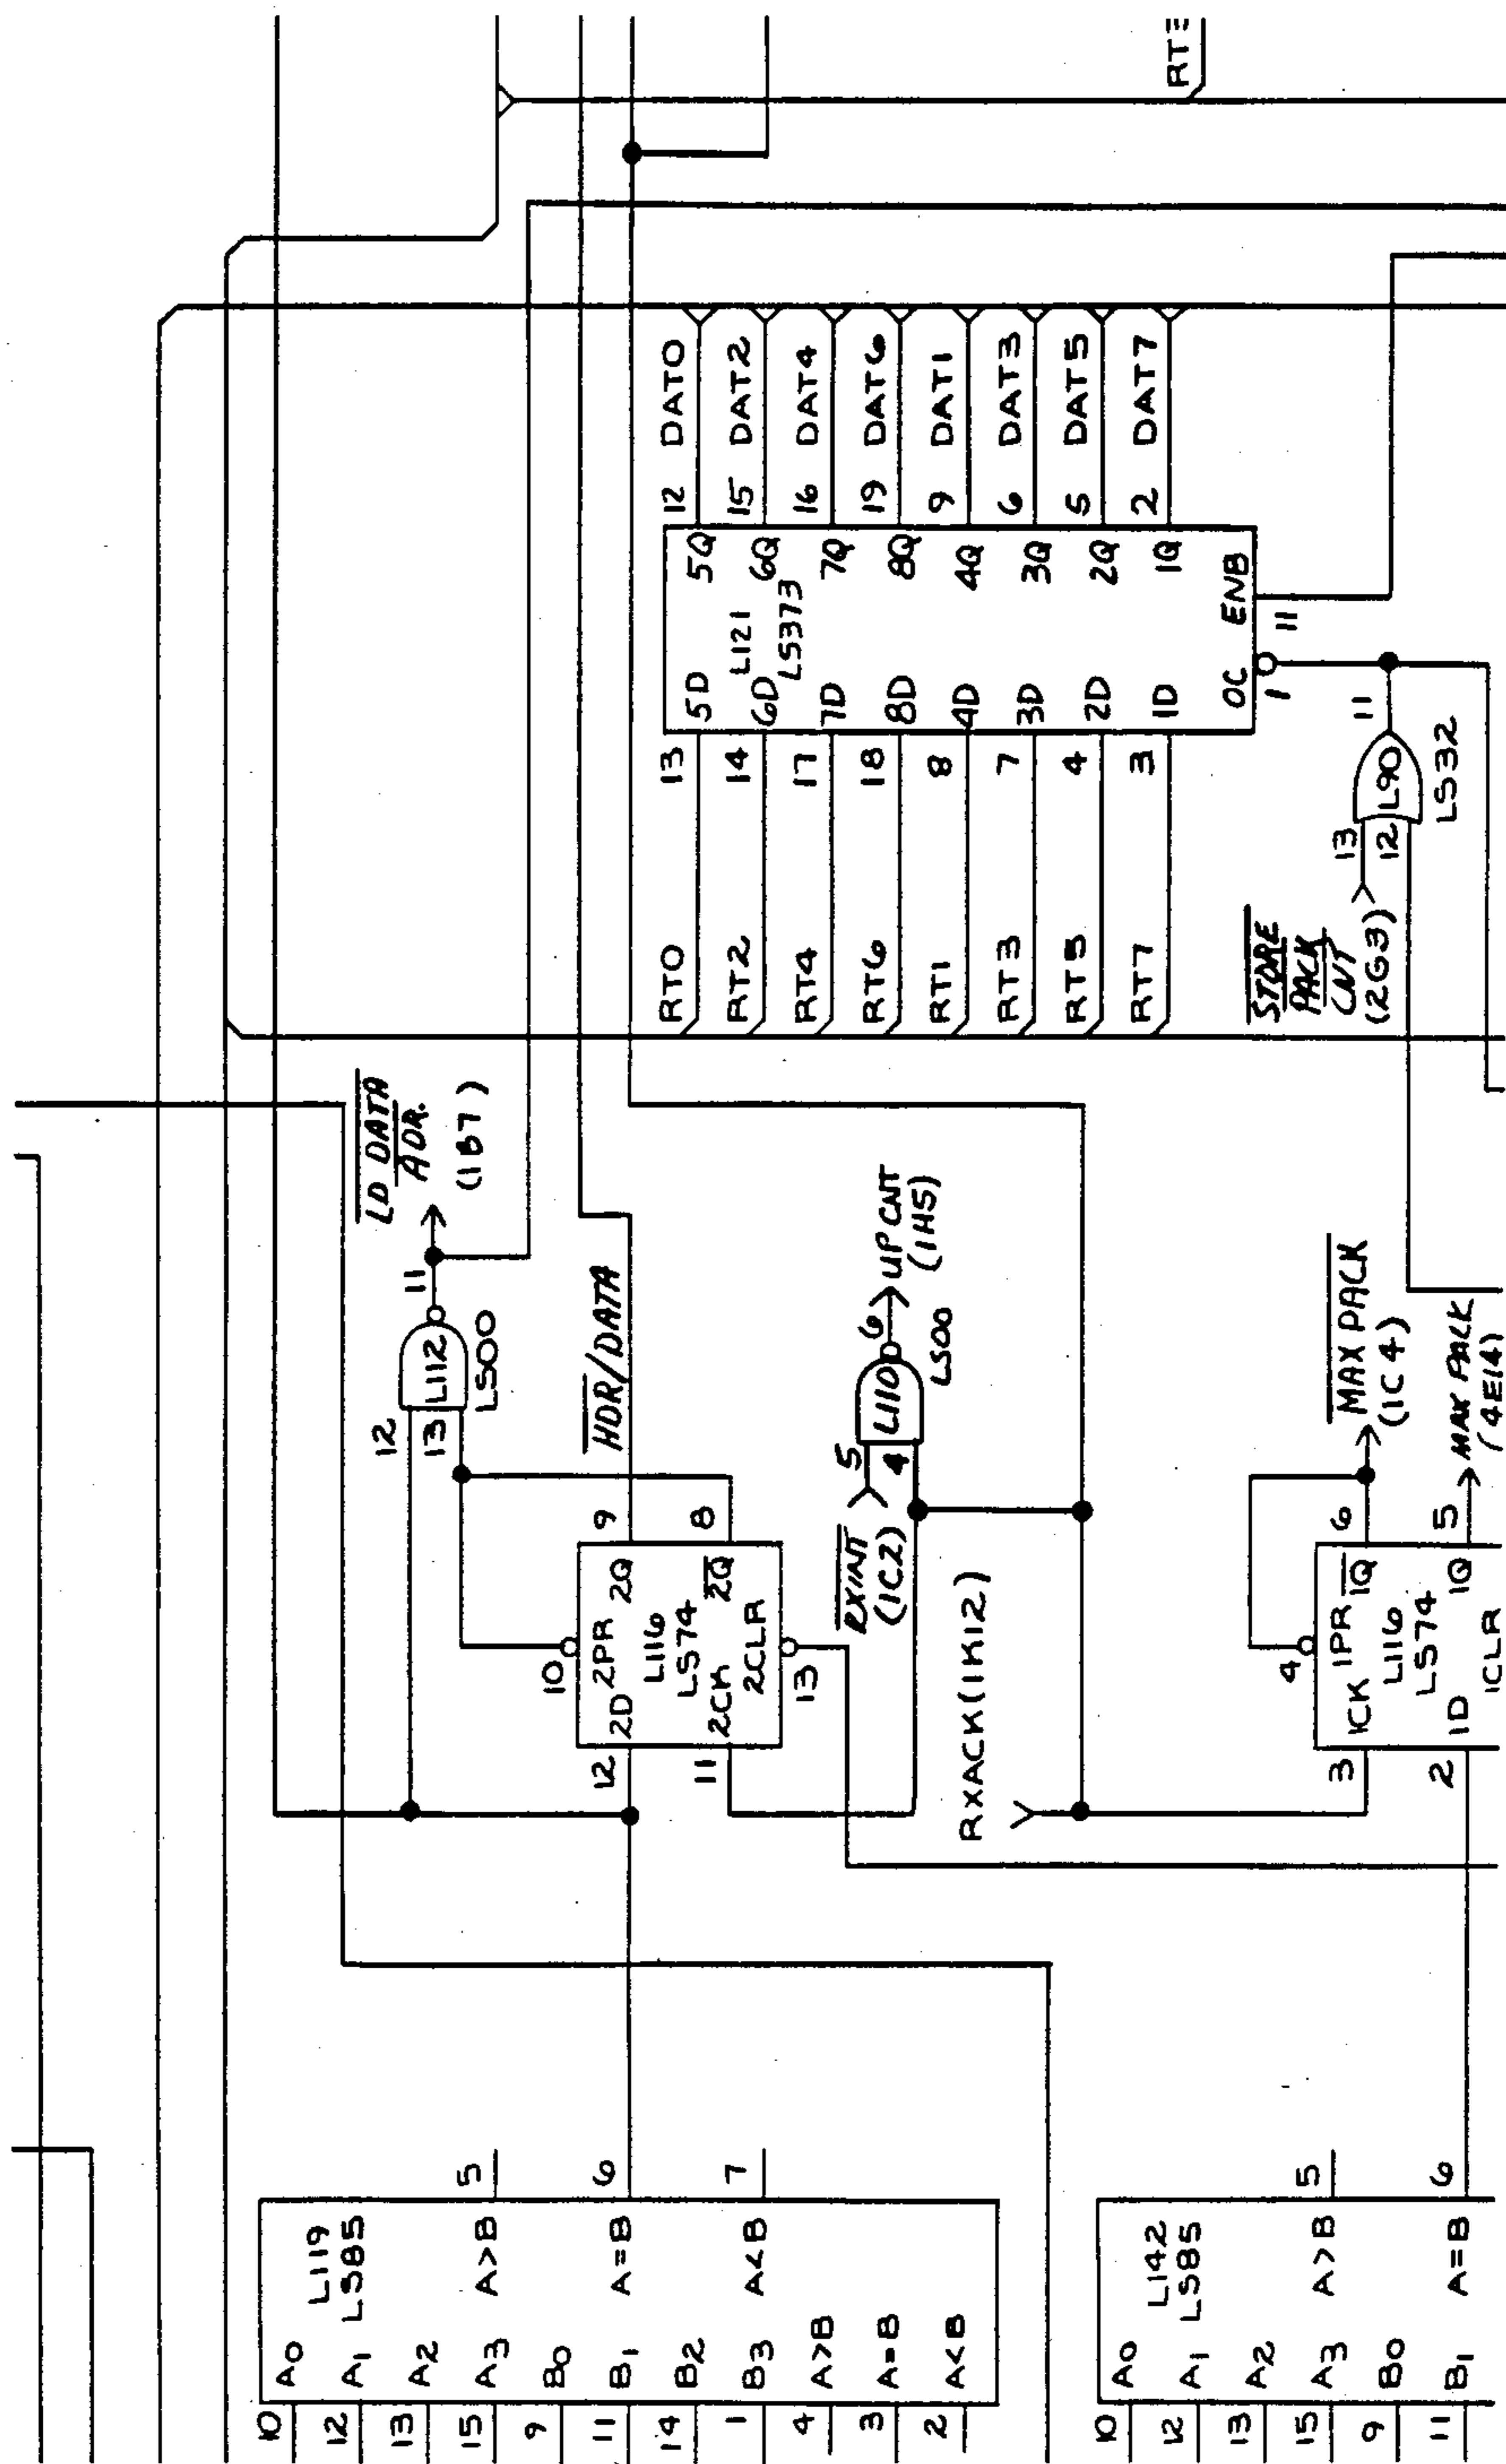 10 A0
12 A1
13 A2
15 A3
9 B0
11 B1
14 B2
1 B3
4 A>B
3 A=B
2 A<B
L119
LS85
A>B 5
A=B 6
A<B 7
10 A0
12 A1
13 A2
15 A3
9 B0
11 B1
L142
LS85
A>B 5
A=B 6
12 2D
10 2PR
2Q 9
L116
LS74
11 2CK
2Q 8
2CLR
13
HDR/DATA
12
13
L112
LS00
11
LD DATA
ADR.
(1B7)
RXINT
(1C2)
5
4
L110
6
LS00
UP CNT
(1H5)
RXACK(1K12)
3 1CK
4
1PR
1Q 6
L116
LS74
2 1D
1Q 5
1CLR
MAX PACK
(1C4)
MAX PACK
(4E14)
RT0 13 5D
RT2 14 6D
RT4 17 7D
RT6 18 8D
RT1 8 4D
RT3 7 3D
RT5 4 2D
RT7 3 1D
L121
LS373
5Q 12 DAT0
6Q 15 DAT2
7Q 16 DAT4
8Q 19 DAT6
4Q 9 DAT1
3Q 6 DAT3
2Q 5 DAT5
1Q 2 DAT7
OC
1
ENB
11
STORE
PACK
CNT
(2G3)
13
12
L90
11
LS32